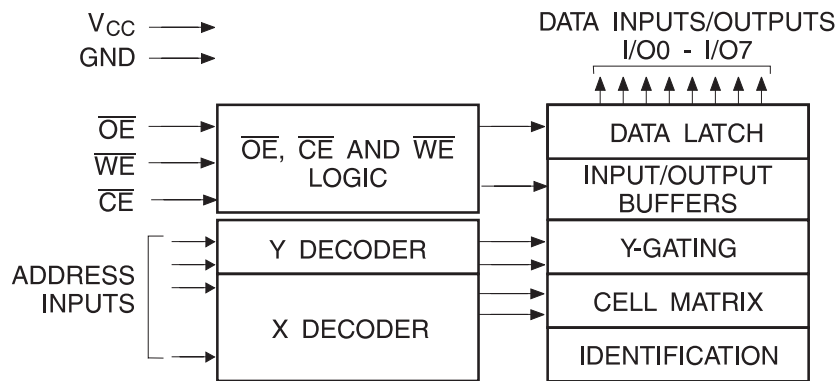 VCC
GND
OE
WE
CE
ADDRESS
INPUTS
OE, CE AND WE
LOGIC
Y DECODER
X DECODER
DATA INPUTS/OUTPUTS
I/O0 - I/O7
DATA LATCH
INPUT/OUTPUT
BUFFERS
Y-GATING
CELL MATRIX
IDENTIFICATION